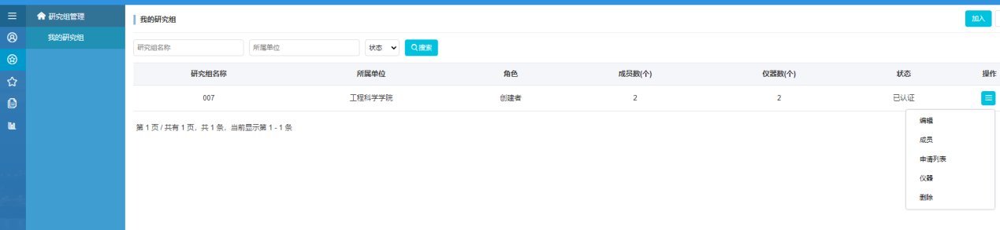 研究组管理
我的研究组
我的研究组
加入
研究组名称 所属单位 状态 搜索
研究组名称 所属单位 角色 成员数(个) 仪器数(个) 状态 操作
007 工程科学学院 创建者 2 2 已认证
第 1 页 / 共有 1 页，共 1 条，当前显示第 1 - 1 条
编辑
成员
申请列表
仪器
删除